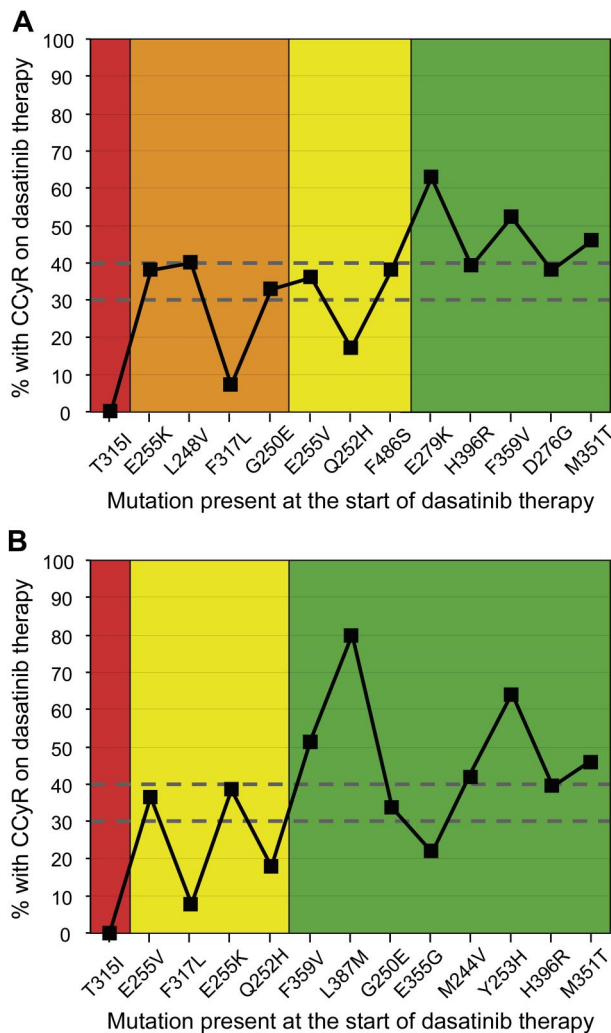 A
% with CCyR on dasatinib therapy
100
90
80
70
60
50
40
30
20
10
0
T315I
E255K
L248V
F317L
G250E
E255V
Q252H
F486S
E279K
H396R
F359V
D276G
M351T
Mutation present at the start of dasatinib therapy
B
% with CCyR on dasatinib therapy
100
90
80
70
60
50
40
30
20
10
0
T315I
E255V
F317L
E255K
Q252H
F359V
L387M
G250E
E355G
M244V
Y253H
H396R
M351T
Mutation present at the start of dasatinib therapy